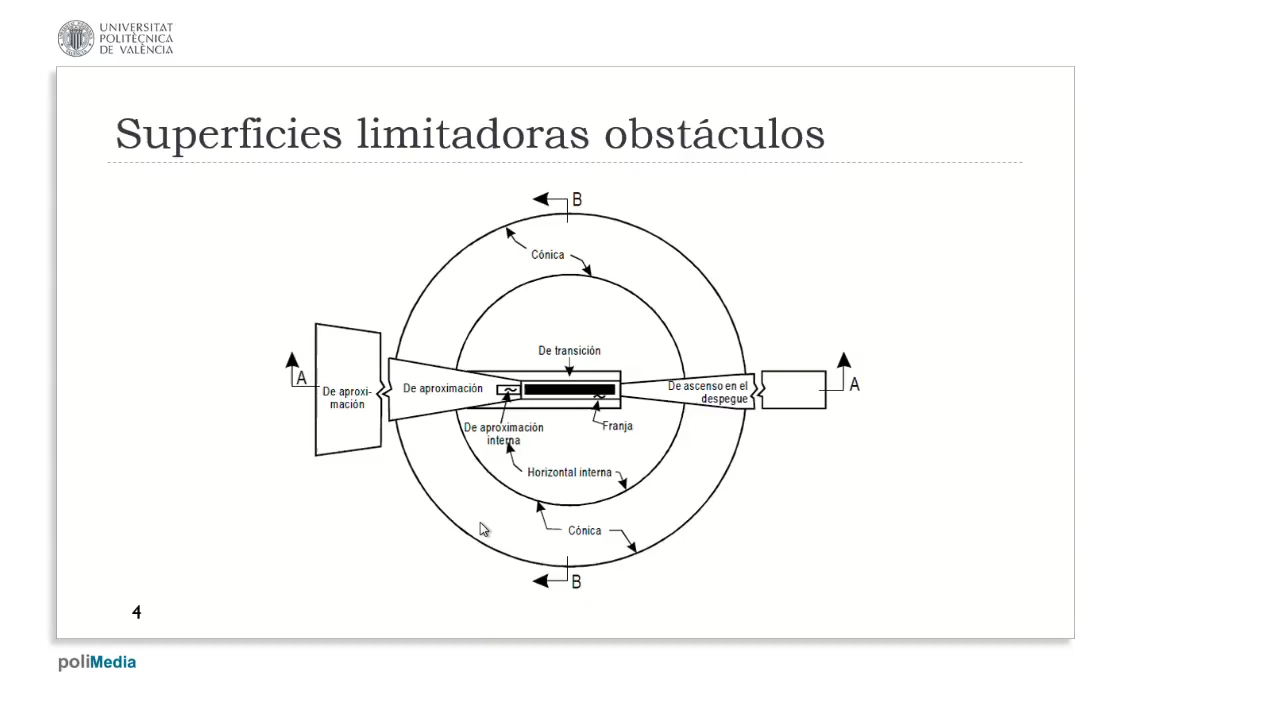 UNIVERSITAT
POLITÈCNICA
DE VALÈNCIA
Superficies limitadoras obstáculos
B
Cónica
De transición
A
De aproxi-
mación
De aproximación
De ascenso en el
despegue
A
De aproximación
interna
Franja
Horizontal interna
Cónica
B
4
poliMedia